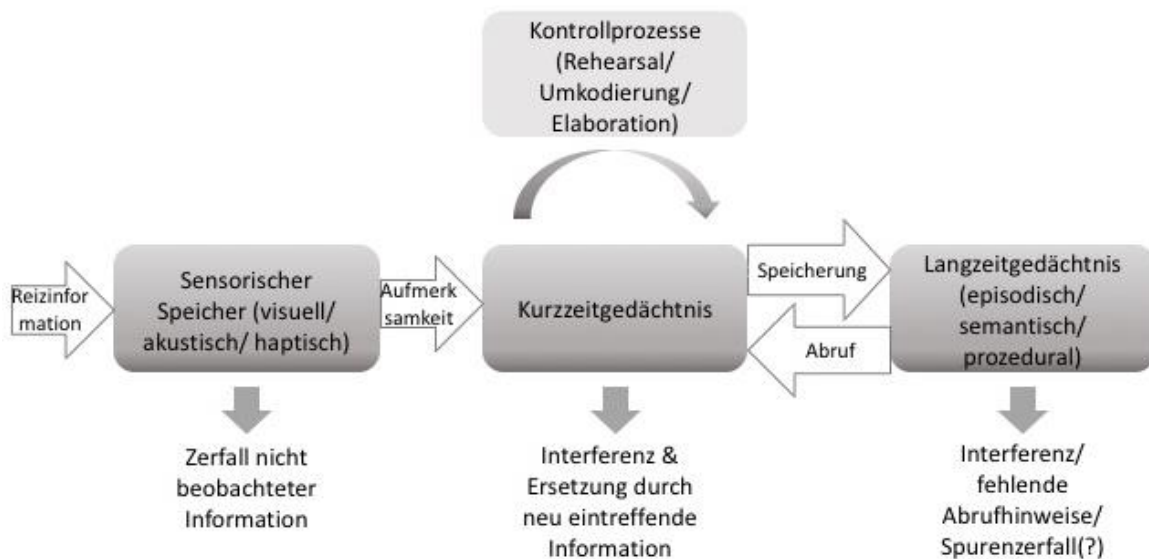 Kontrollprozesse
(Rehearsal/
Umkodierung/
Elaboration)
Reizinfor
mation
Sensorischer
Speicher (visuell/
akustisch/ haptisch)
Aufmerk
samkeit
Kurzzeitgedächtnis
Speicherung
Abruf
Langzeitgedächtnis
(episodisch/
semantisch/
prozedural)
Zerfall nicht
beobachteter
Information
Interferenz &
Ersetzung durch
neu eintreffende
Information
Interferenz/
fehlende
Abrufhinweise/
Spurenzerfall(?)